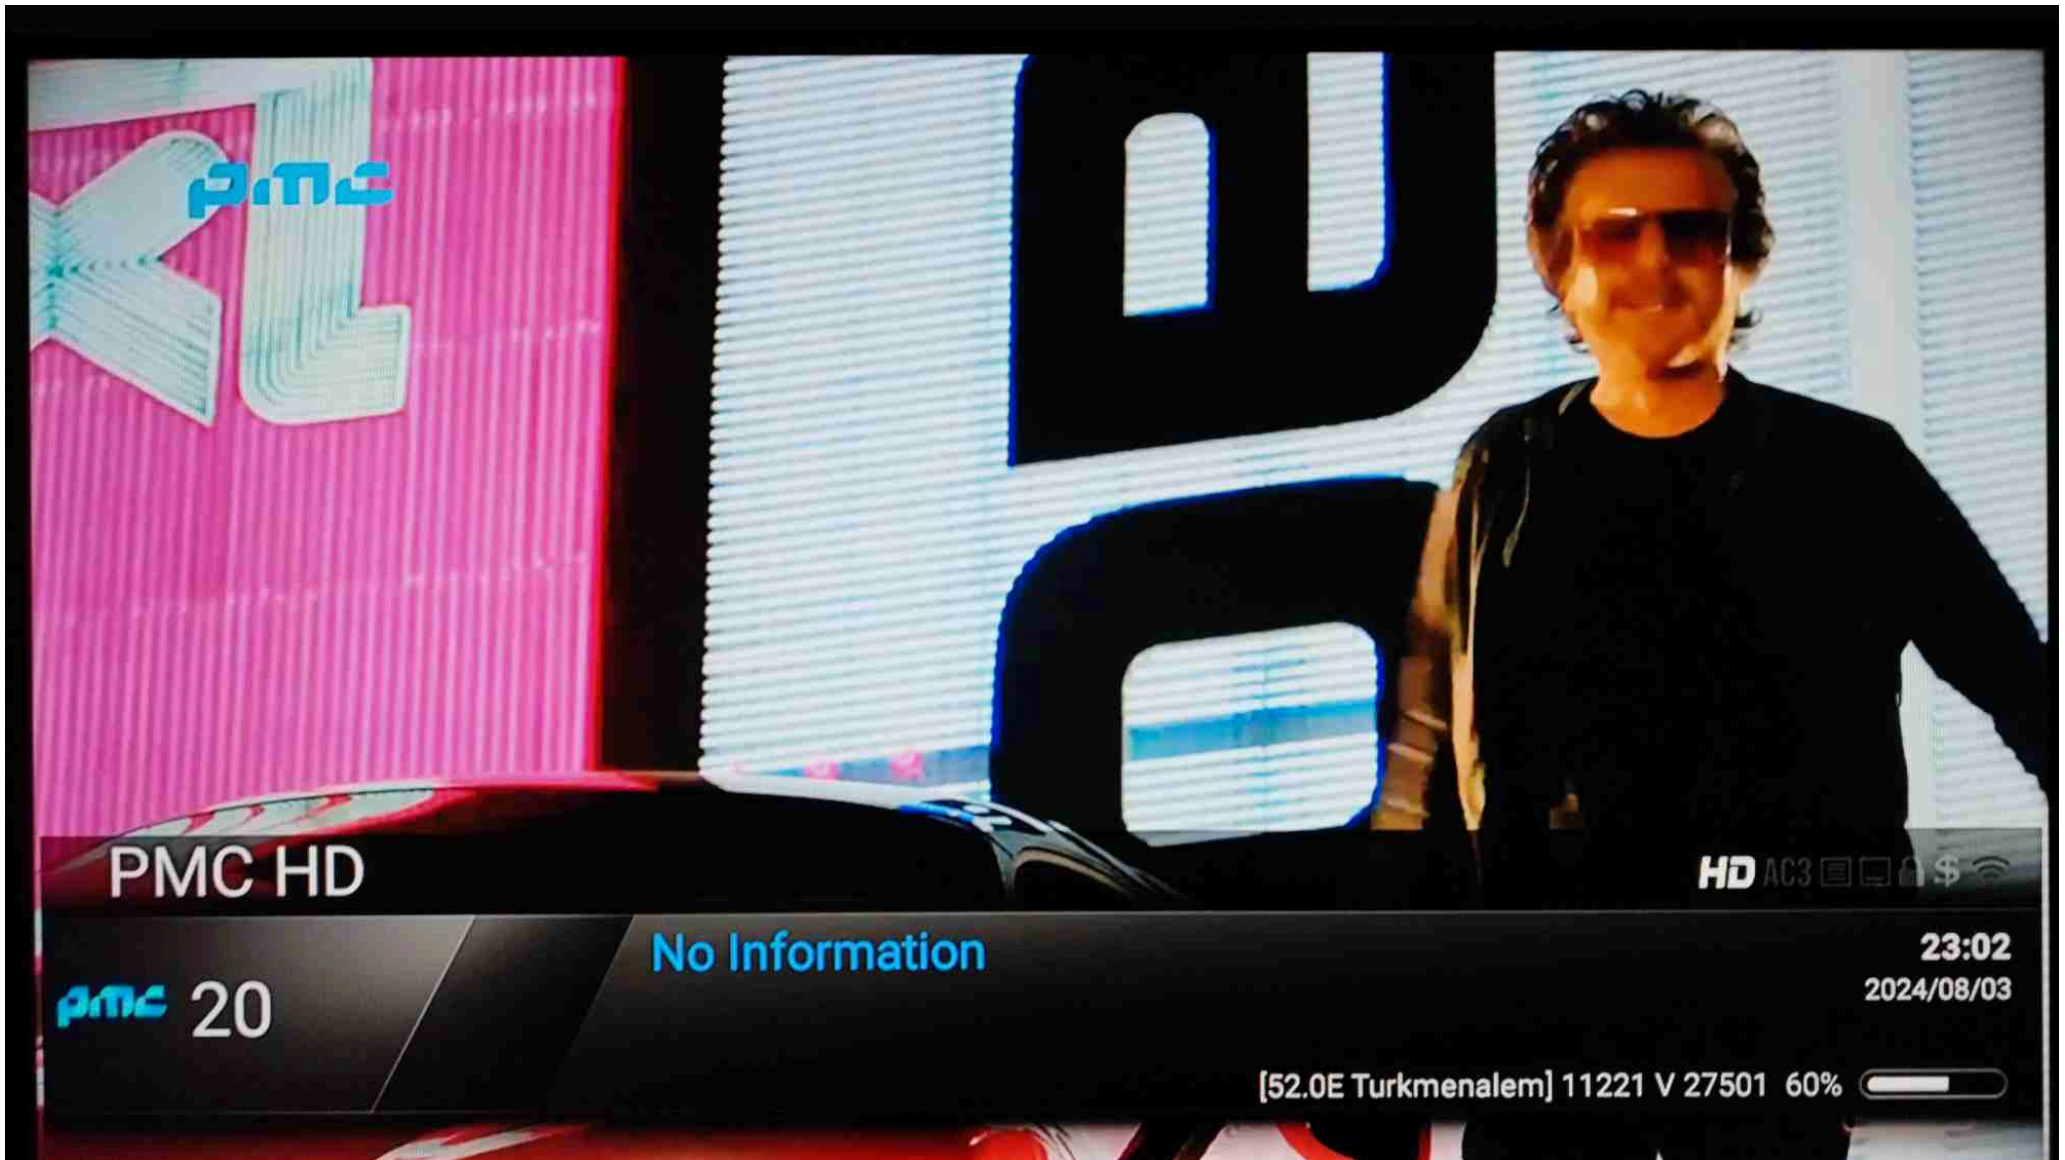 pmc
PMC HD
HD AC3 $
No Information
23:02
2024/08/03
pmc 20
[52.0E Turkmenalem] 11221 V 27501 60%